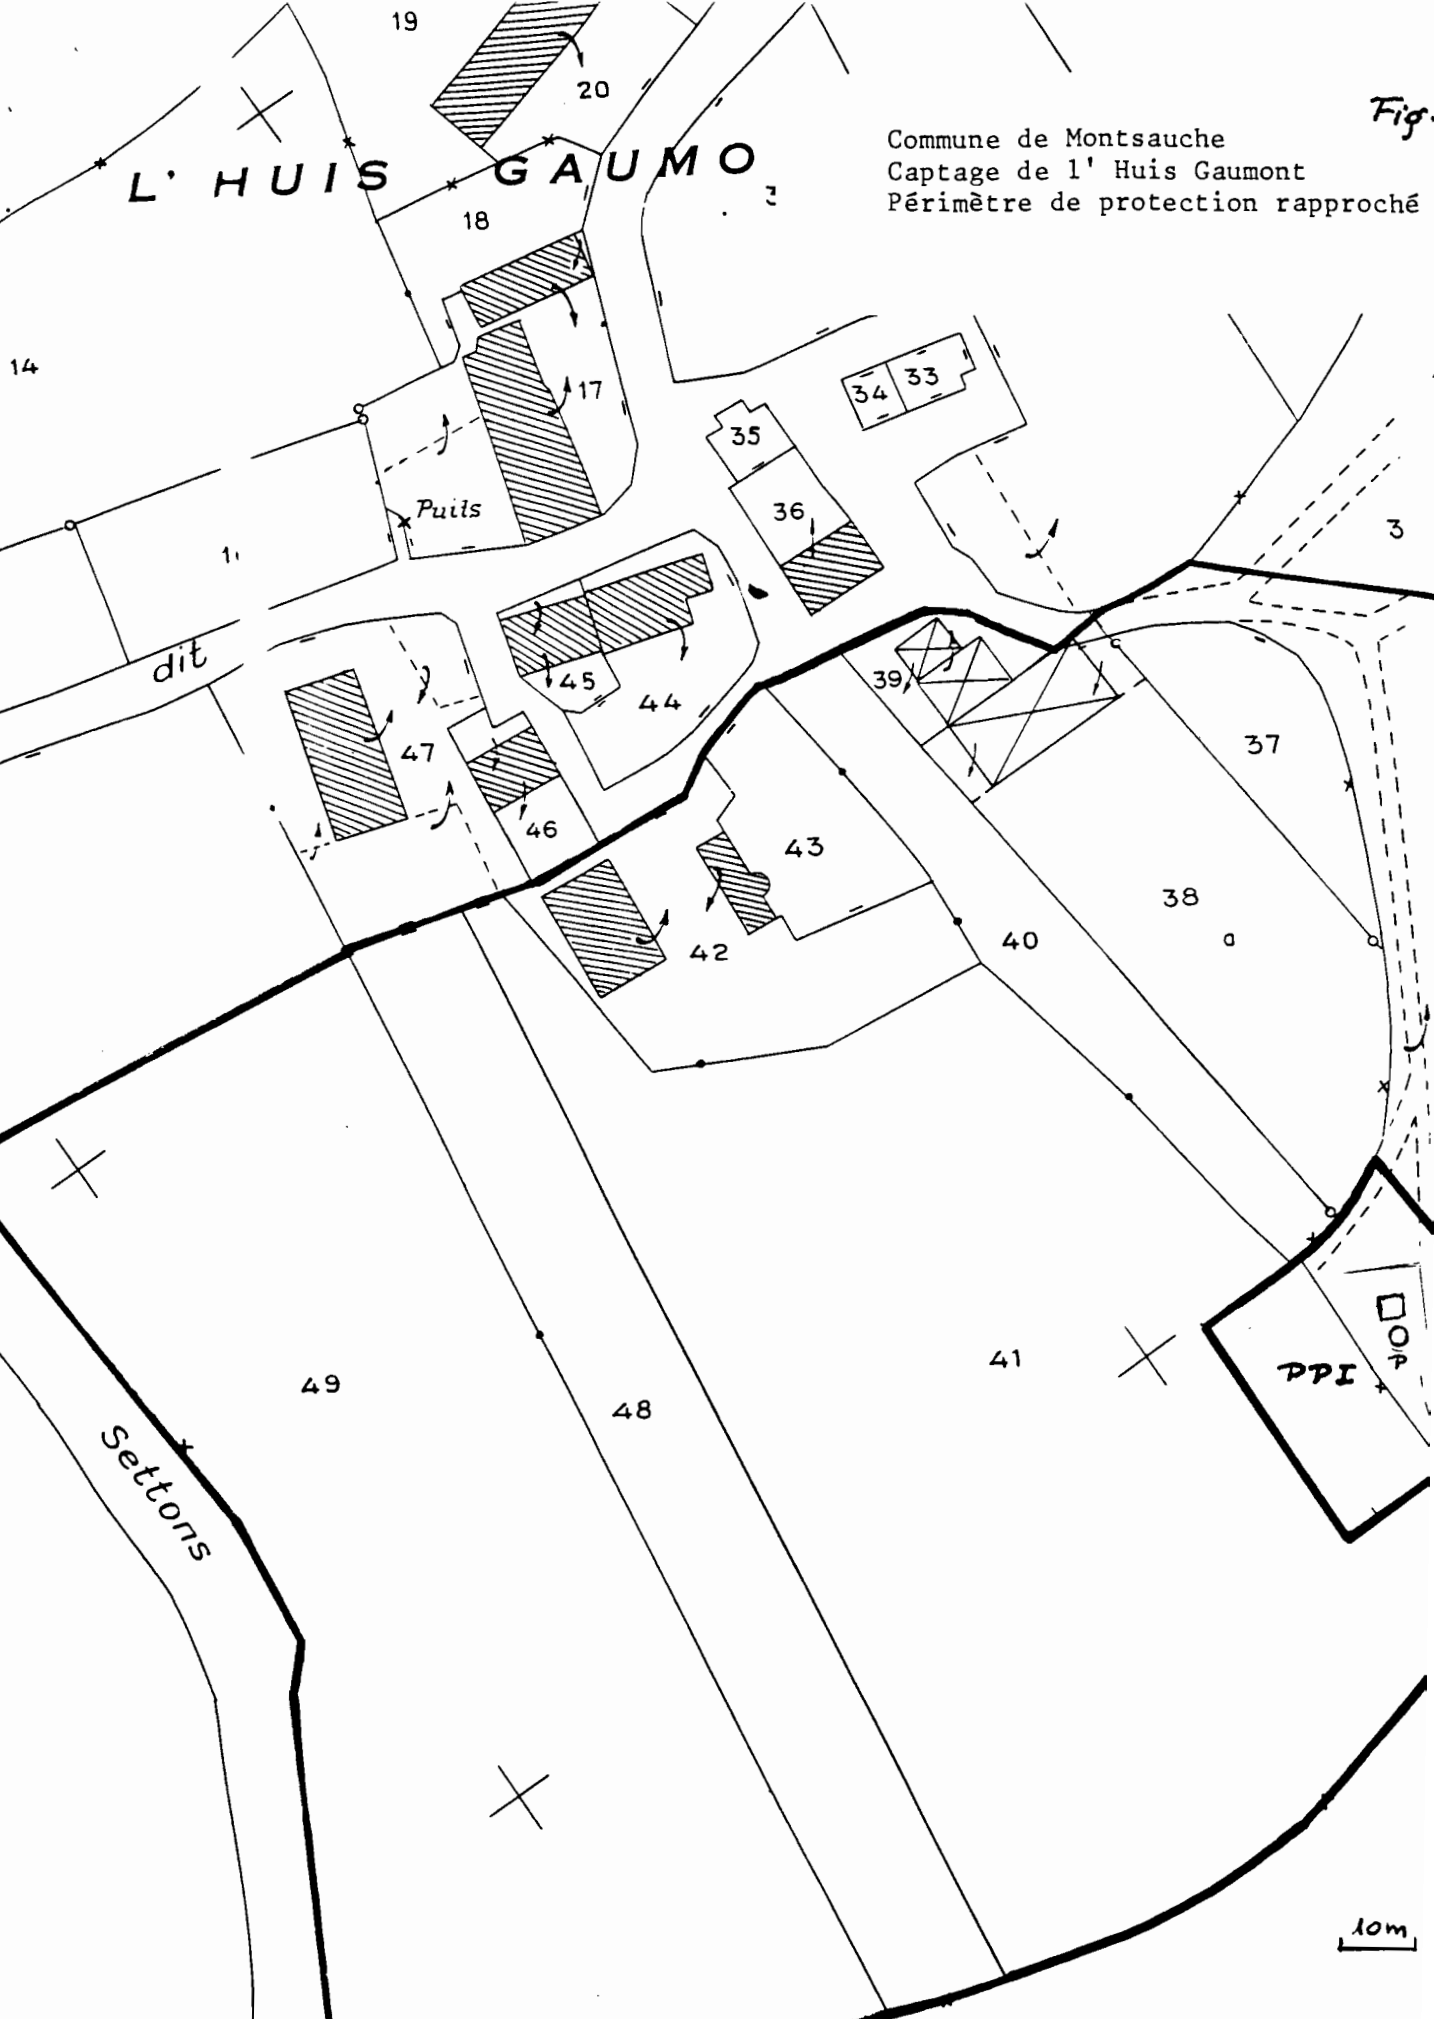 19
20
Fig.
Commune de Montsauche
Captage de l' Huis Gaumont
Périmètre de protection rapproché
L' HUIS GAUMO
18
14
17
34 33
35
Puits
36
3
dit
45
39
44
37
47
46
43
38
42
40
a
41
49
PPI
P
48
Settons
10m